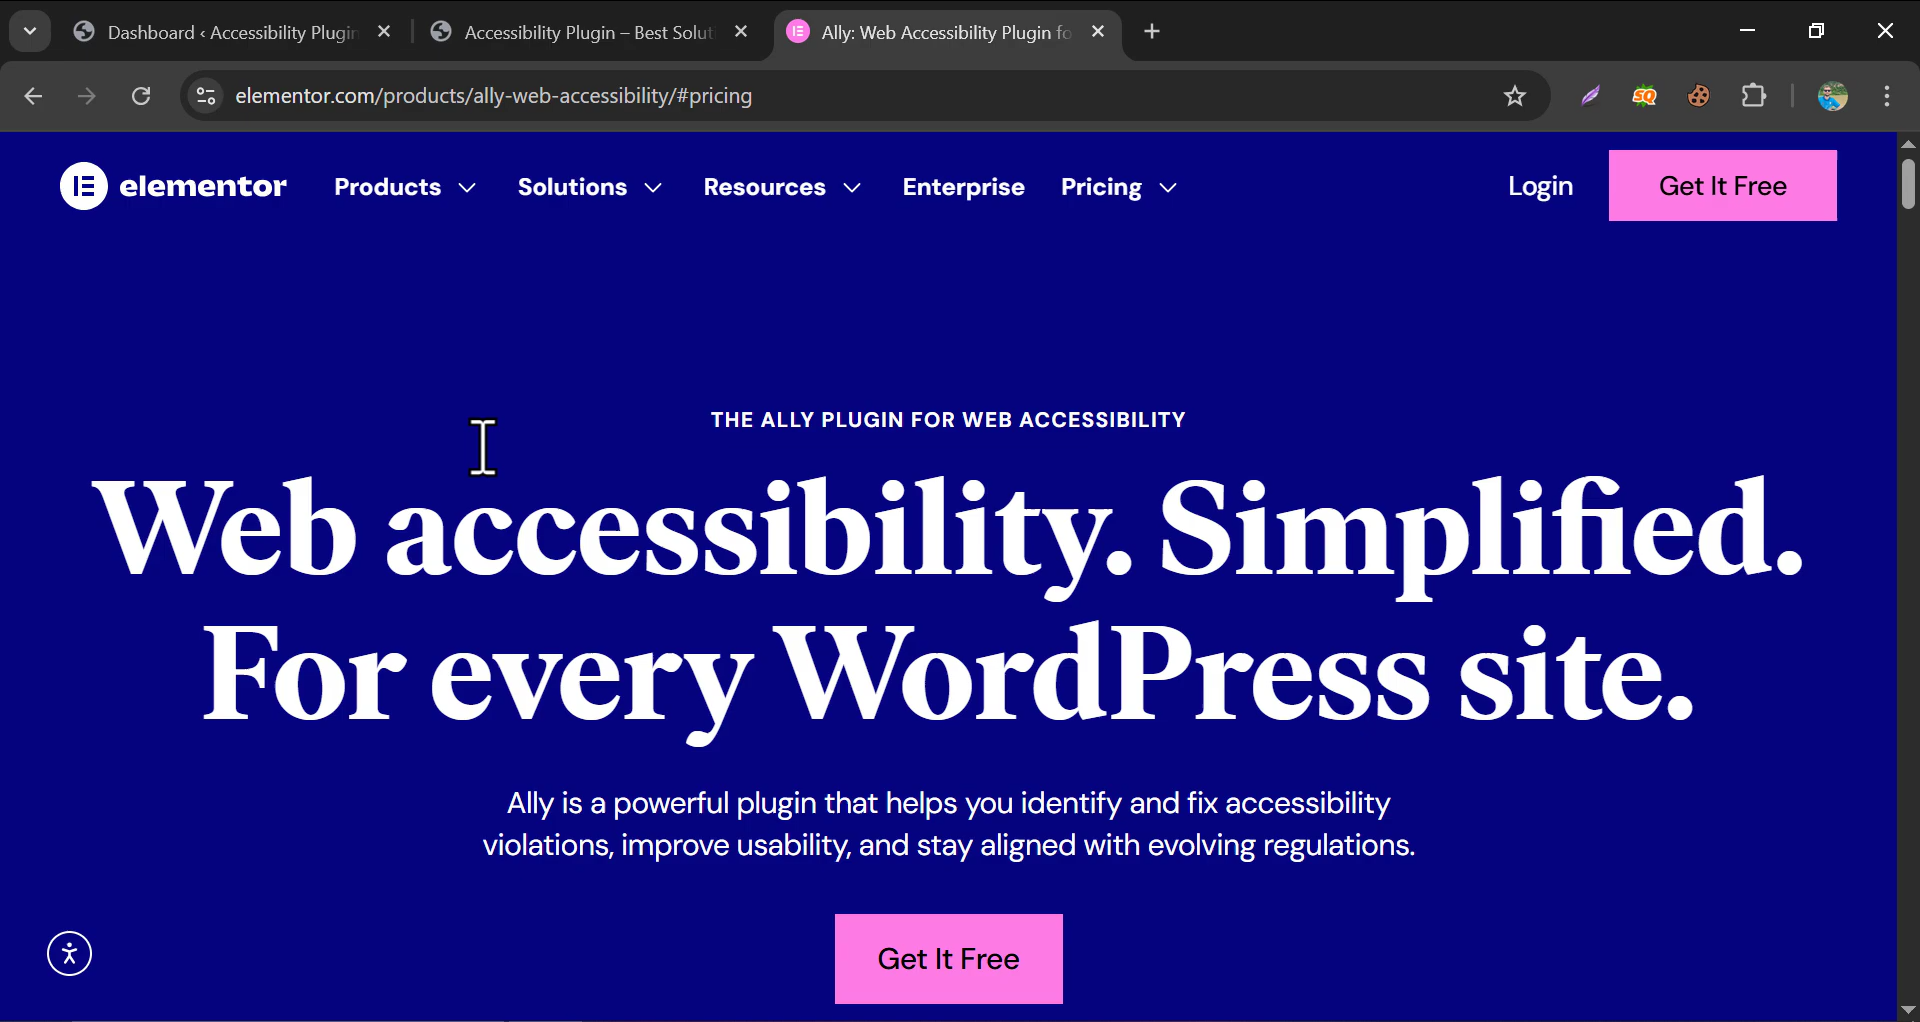 Dashboard ‹ Accessibility Plugin
Accessibility Plugin – Best Solut
Ally: Web Accessibility Plugin fo
elementor.com/products/ally-web-accessibility/#pricing
SQ
elementor
Products
Solutions
Resources
Enterprise
Pricing
Login
Get It Free
THE ALLY PLUGIN FOR WEB ACCESSIBILITY
Web accessibility. Simplified.
For every WordPress site.
Ally is a powerful plugin that helps you identify and fix accessibility
violations, improve usability, and stay aligned with evolving regulations.
Get It Free